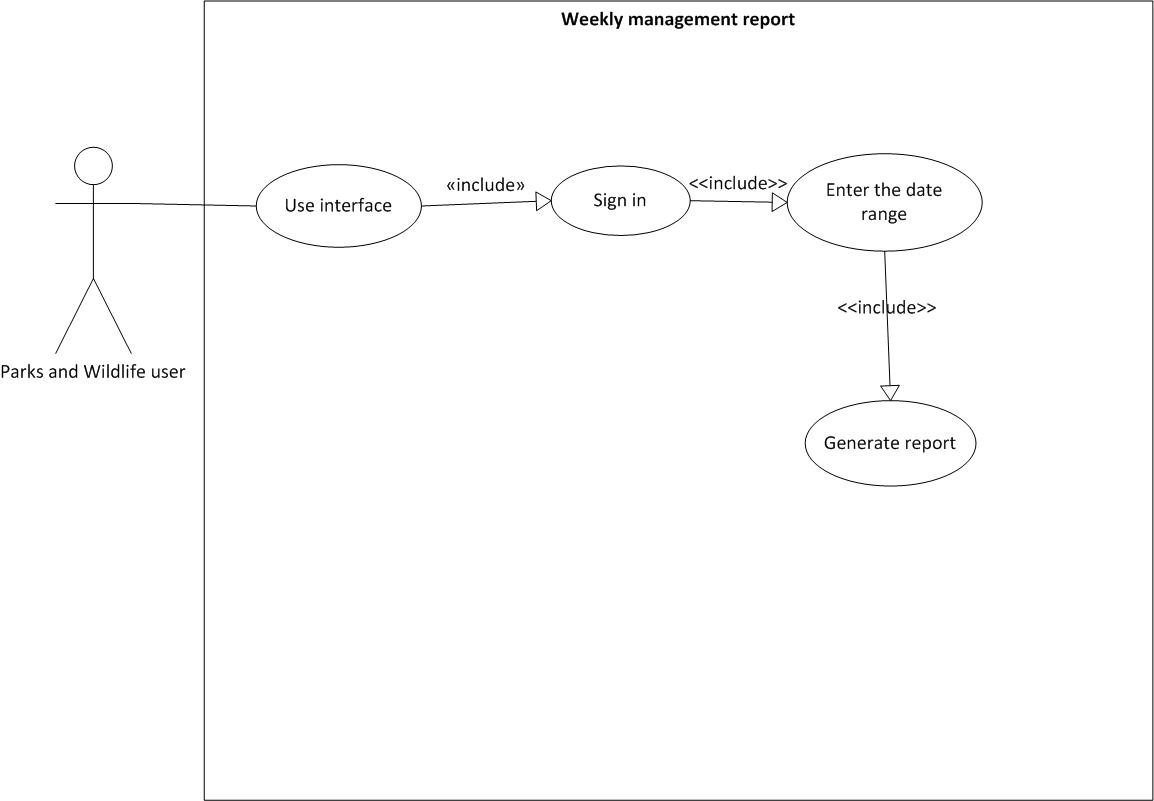 Weekly management report
Use interface
«include»
Sign in
<<include>>
Enter the date
range
<<include>>
Generate report
Parks and Wildlife user